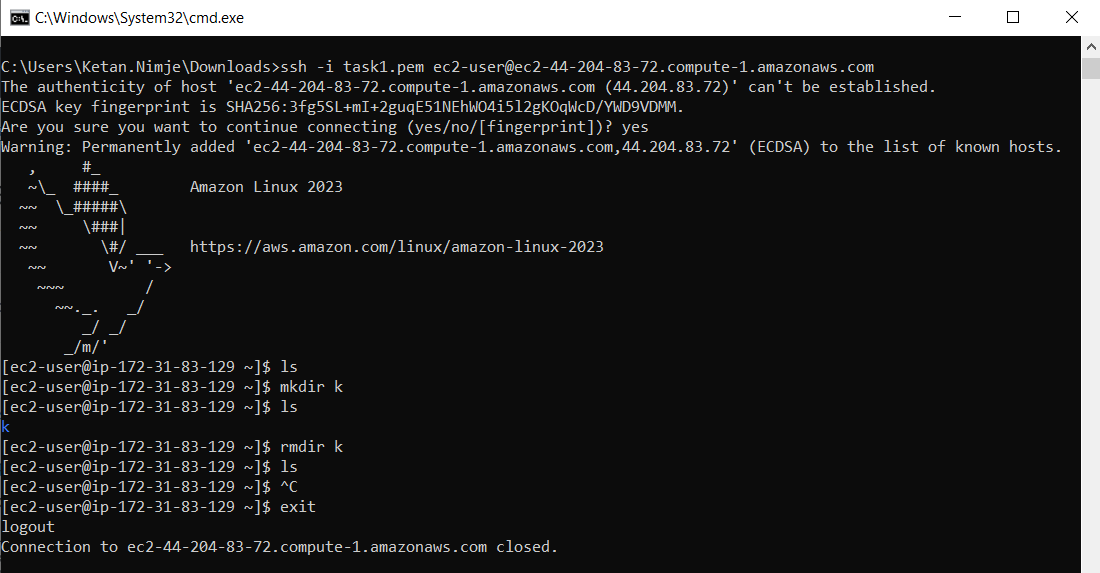 C:\Windows\System32\cmd.exe
C:\Users\Ketan.Nimje\Downloads>ssh -i task1.pem ec2-user@ec2-44-204-83-72.compute-1.amazonaws.com
The authenticity of host 'ec2-44-204-83-72.compute-1.amazonaws.com (44.204.83.72)' can't be established.
ECDSA key fingerprint is SHA256:3fg5SL+mI+2guqE51NEhWO4i5l2gKOqWcD/YWD9VDMM.
Are you sure you want to continue connecting (yes/no/[fingerprint])? yes
Warning: Permanently added 'ec2-44-204-83-72.compute-1.amazonaws.com,44.204.83.72' (ECDSA) to the list of known hosts.
   ,     #_
   ~\_  ####_        Amazon Linux 2023
  ~~  \_#####\
  ~~     \###|
  ~~       \#/ ___   https://aws.amazon.com/linux/amazon-linux-2023
   ~~       V~' '->
    ~~~         /
      ~~._.   _/
         _/ _/
       _/m/'
[ec2-user@ip-172-31-83-129 ~]$ ls
[ec2-user@ip-172-31-83-129 ~]$ mkdir k
[ec2-user@ip-172-31-83-129 ~]$ ls
k
[ec2-user@ip-172-31-83-129 ~]$ rmdir k
[ec2-user@ip-172-31-83-129 ~]$ ls
[ec2-user@ip-172-31-83-129 ~]$ ^C
[ec2-user@ip-172-31-83-129 ~]$ exit
logout
Connection to ec2-44-204-83-72.compute-1.amazonaws.com closed.